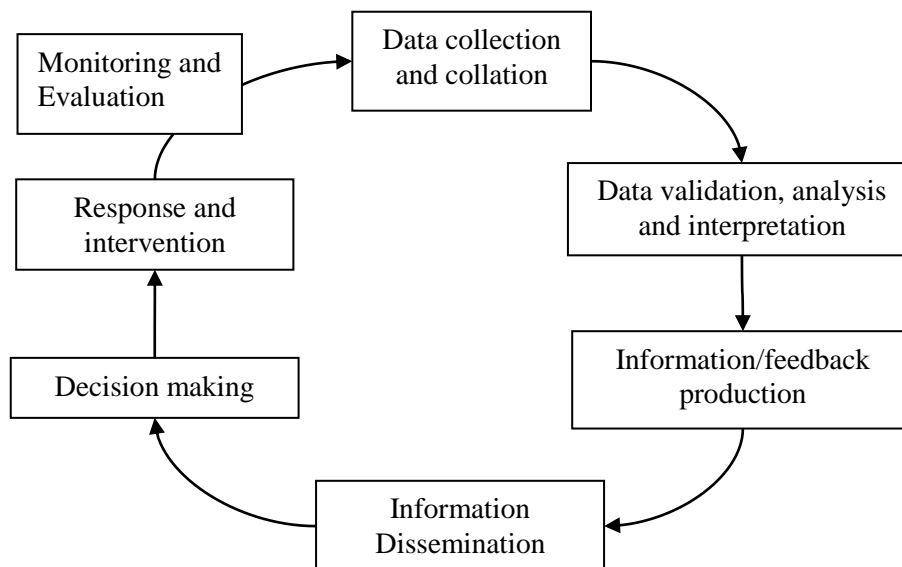 Data collection
and collation
Monitoring and
Evaluation
Data validation, analysis
and interpretation
Response and
intervention
Information/feedback
production
Decision making
Information
Dissemination